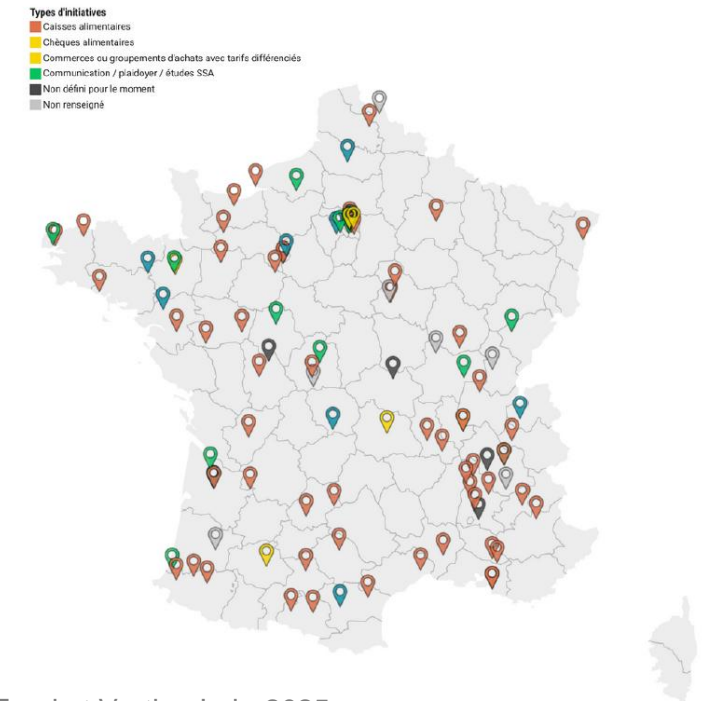 Types d'initiatives
Caisses alimentaires
Chèques alimentaires
Commerces ou groupements d'achats avec tarifs différenciés
Communication / plaidoyer / études SSA
Non défini pour le moment
Non renseigné